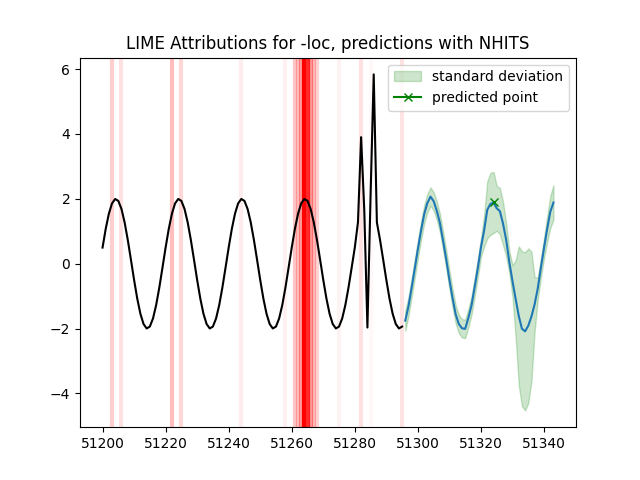 LIME Attributions for -loc, predictions with NHITS
standard deviation
predicted point
6
4
2
0
−2
−4
51200 51220 51240 51260 51280 51300 51320 51340